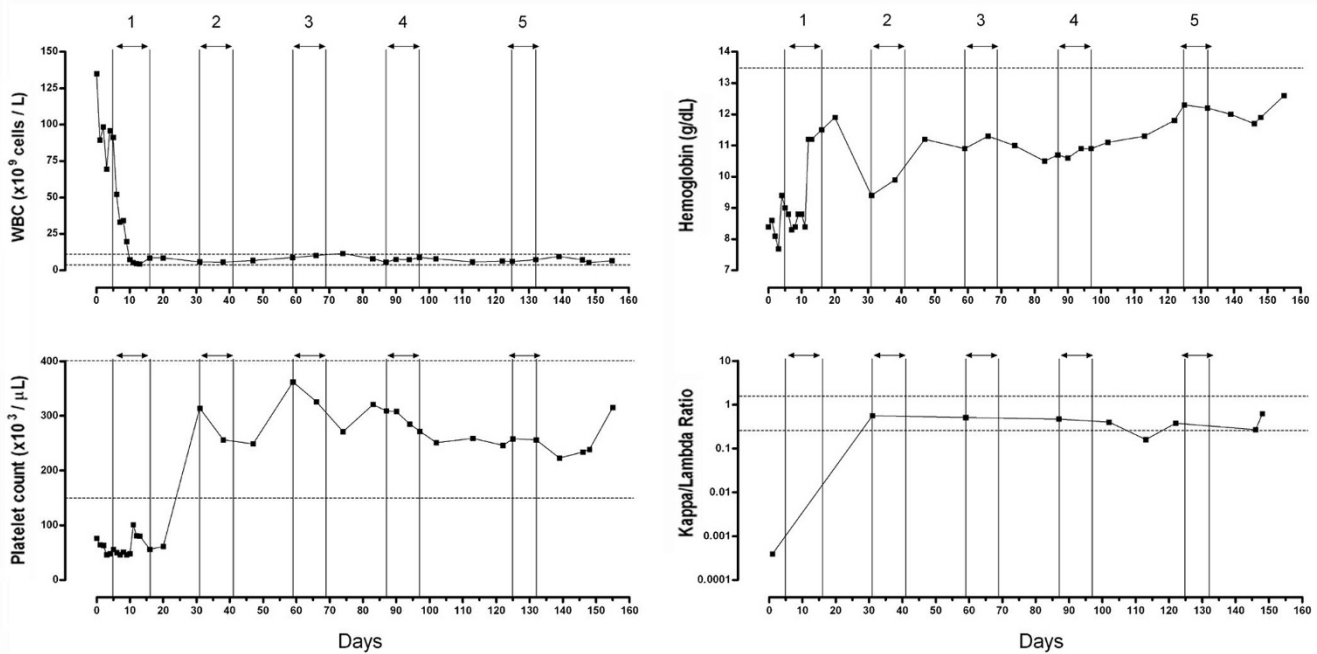 1 2 3 4 5
WBC (x10 9 cells / L)
150
125
100
75
50
25
0
0 10 20 30 40 50 60 70 80 90 100 110 120 130 140 150 160
1 2 3 4 5
Hemoglobin (g/dL)
14
13
12
11
10
9
8
7
0 10 20 30 40 50 60 70 80 90 100 110 120 130 140 150 160
Platelet count (x10 3 / μL)
400
300
200
100
0
0 10 20 30 40 50 60 70 80 90 100 110 120 130 140 150 160
Days
Kappa/Lambda Ratio
10
1
0.1
0.01
0.001
0.0001
0 10 20 30 40 50 60 70 80 90 100 110 120 130 140 150 160
Days